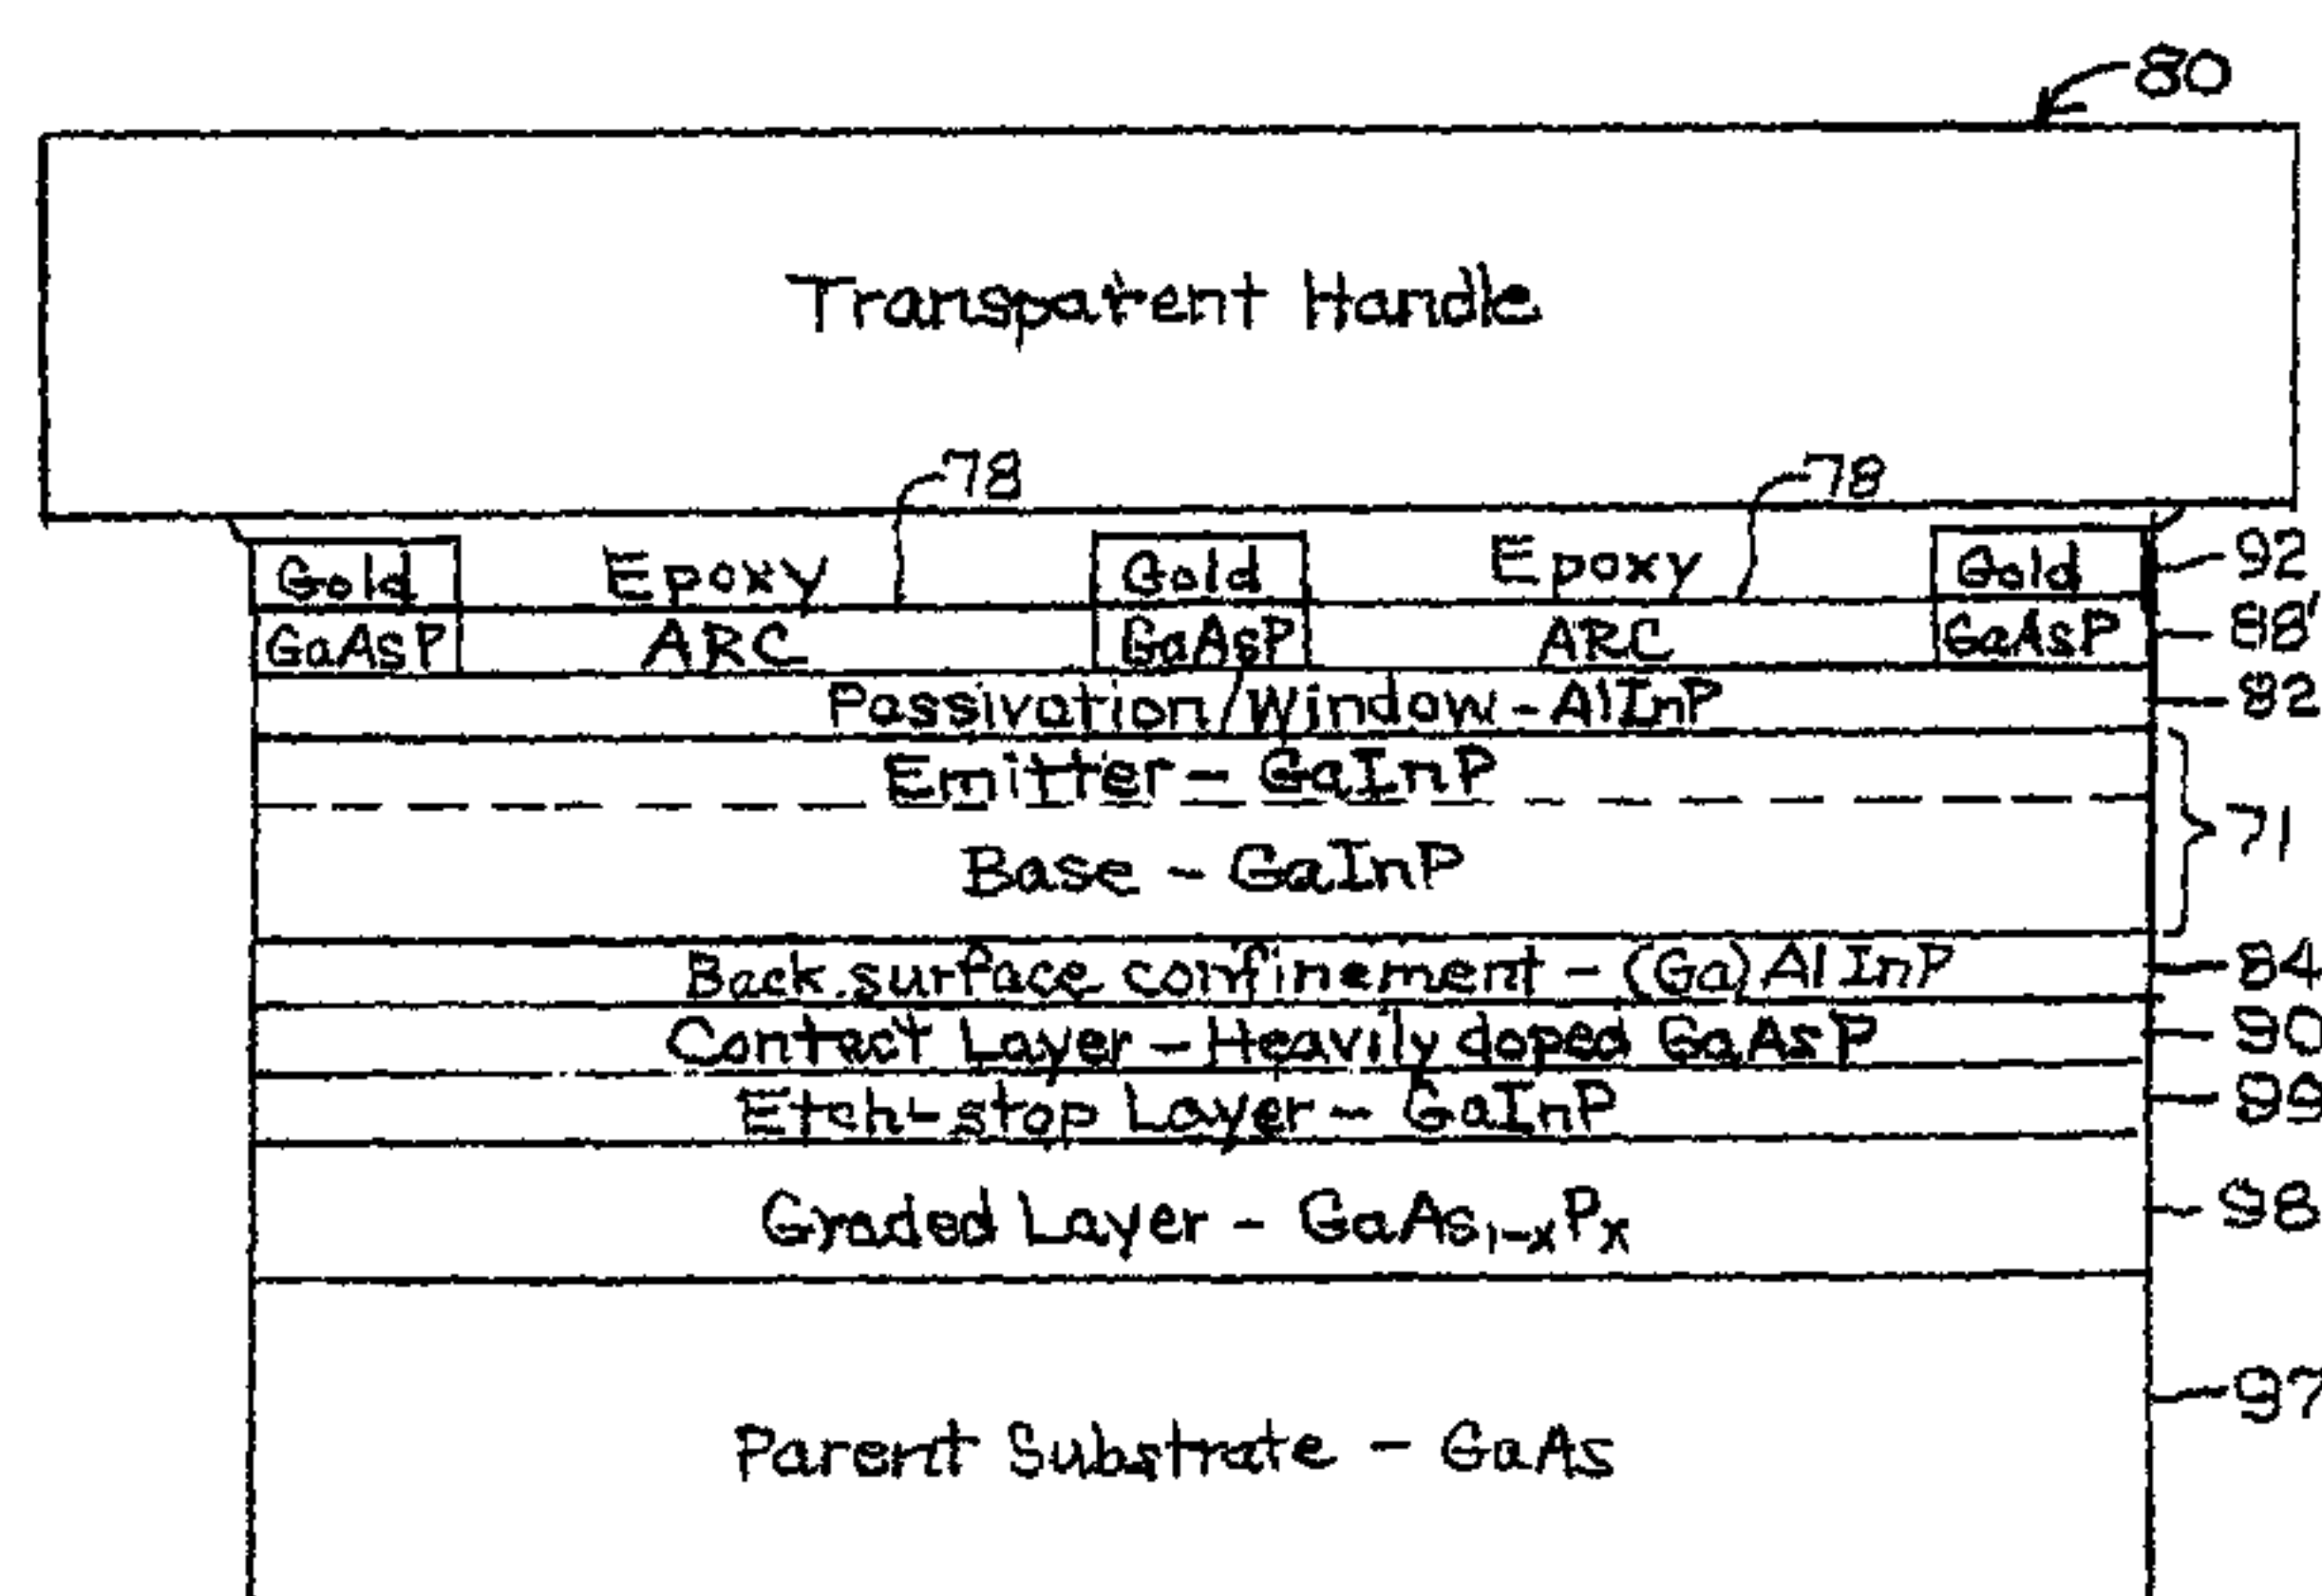 80
Transparent Handle
78 78
Gold Epoxy Gold Epoxy Gold 92
GaAsP ARC GaAsP ARC GaAsP 88'
Passivation/Window - AlInP 82
Emitter - GaInP
Base - GaInP 71
Back surface confinement - (Ga)AlInP 84
Contact Layer - Heavily doped GaAsP 90
Etch-stop Layer - GaInP 99
Graded Layer - GaAs₁₋ₓPₓ 98
Parent Substrate - GaAs 97